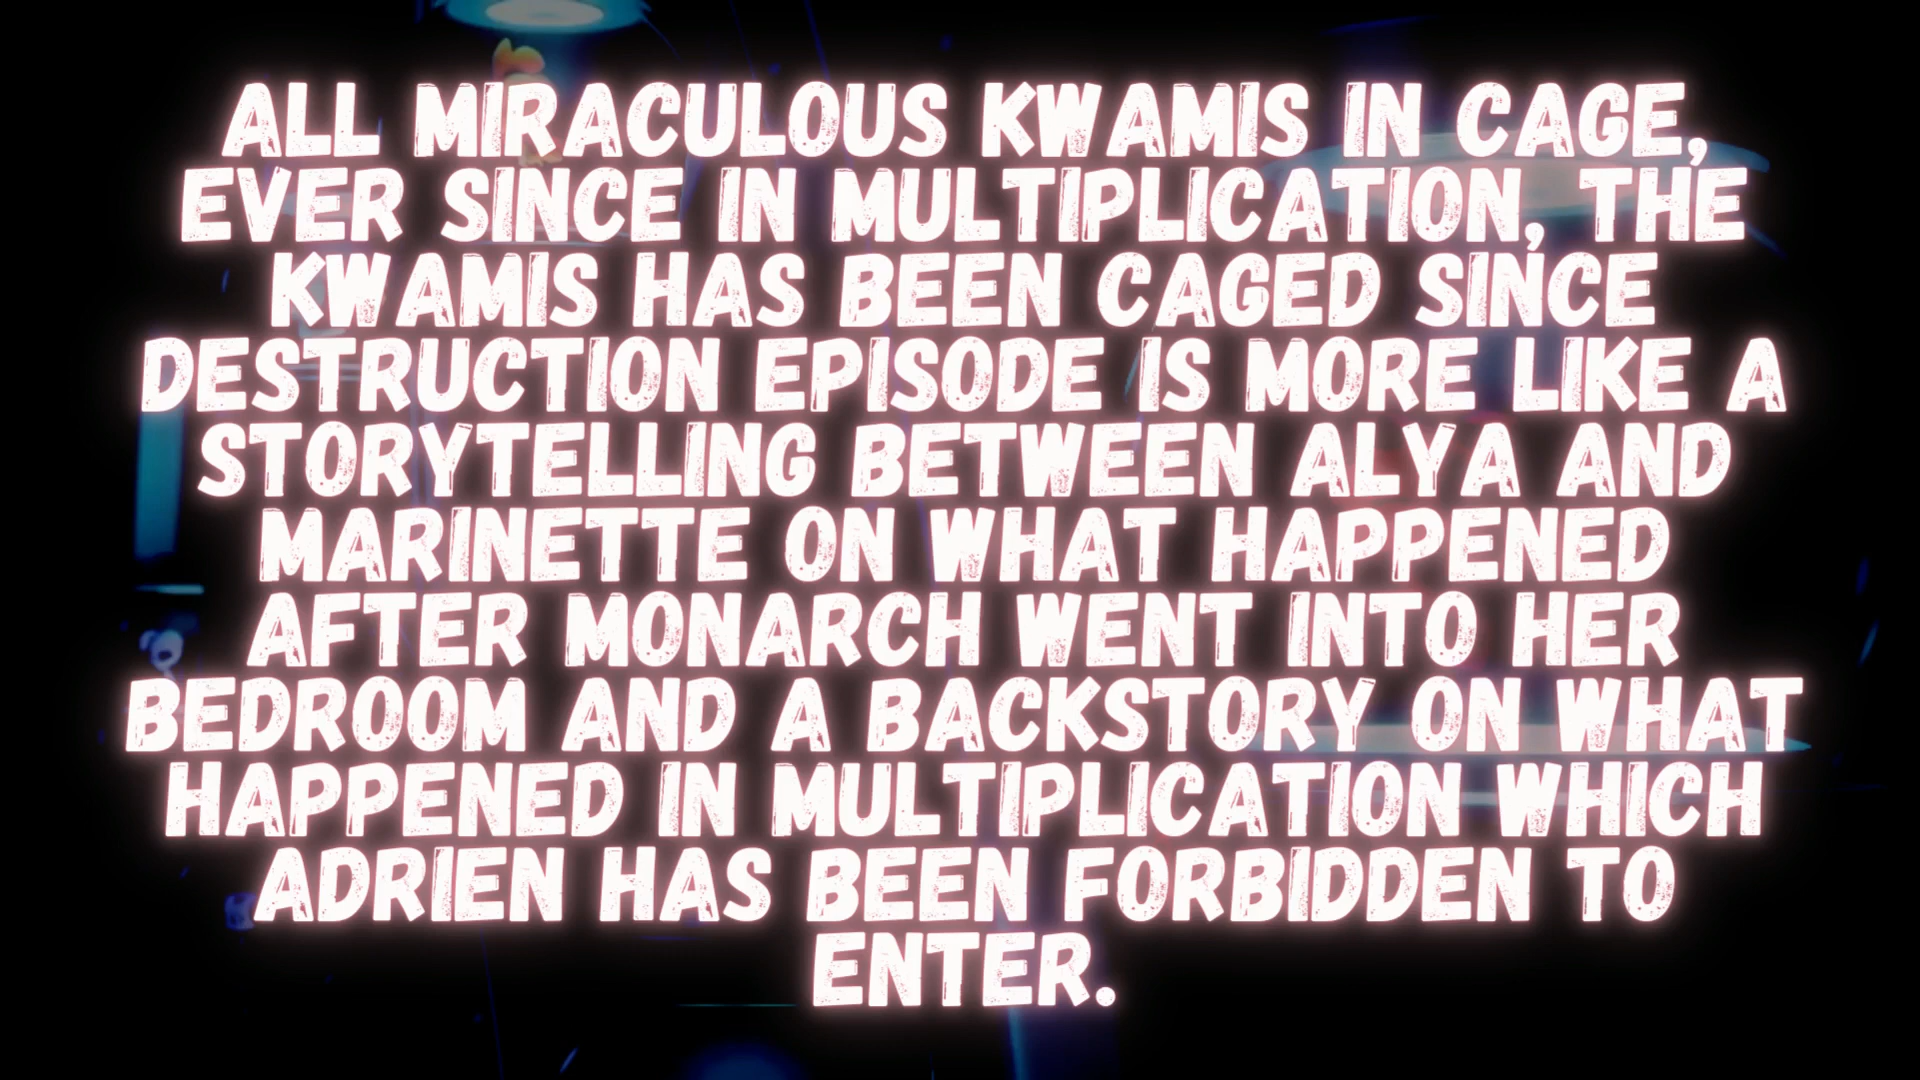 ALL MIRACULOUS KWAMIS IN CAGE,
EVER SINCE IN MULTIPLICATION, THE
KWAMIS HAS BEEN CAGED SINCE
DESTRUCTION EPISODE IS MORE LIKE A
STORYTELLING BETWEEN ALYA AND
MARINETTE ON WHAT HAPPENED
AFTER MONARCH WENT INTO HER
BEDROOM AND A BACKSTORY ON WHAT
HAPPENED IN MULTIPLICATION WHICH
ADRIEN HAS BEEN FORBIDDEN TO
ENTER.